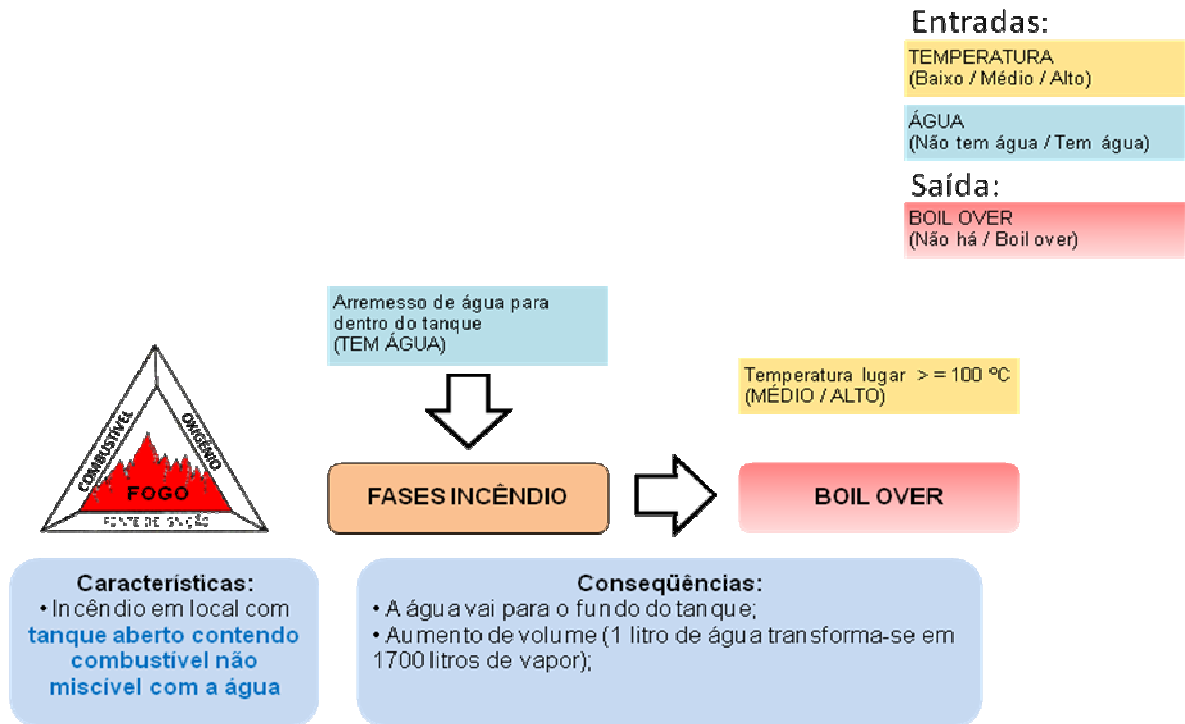 Entradas:
TEMPERATURA
(Baixo / Médio / Alto)
ÁGUA
(Não tem água / Tem água)
Saída:
BOIL OVER
(Não há / Boil over)
Arremesso de água para
dentro do tanque
(TEM ÁGUA)
Temperatura lugar > = 100 ºC
(MÉDIO / ALTO)
COMBUSTÍVEL
OXIGÊNIO
FOGO
FASES INCÊNDIO
BOIL OVER
Características:
• Incêndio em local com
tanque aberto contendo
combustível não
miscível com a água
Conseqüências:
• A água vai para o fundo do tanque;
• Aumento de volume (1 litro de água transforma-se em
1700 litros de vapor);